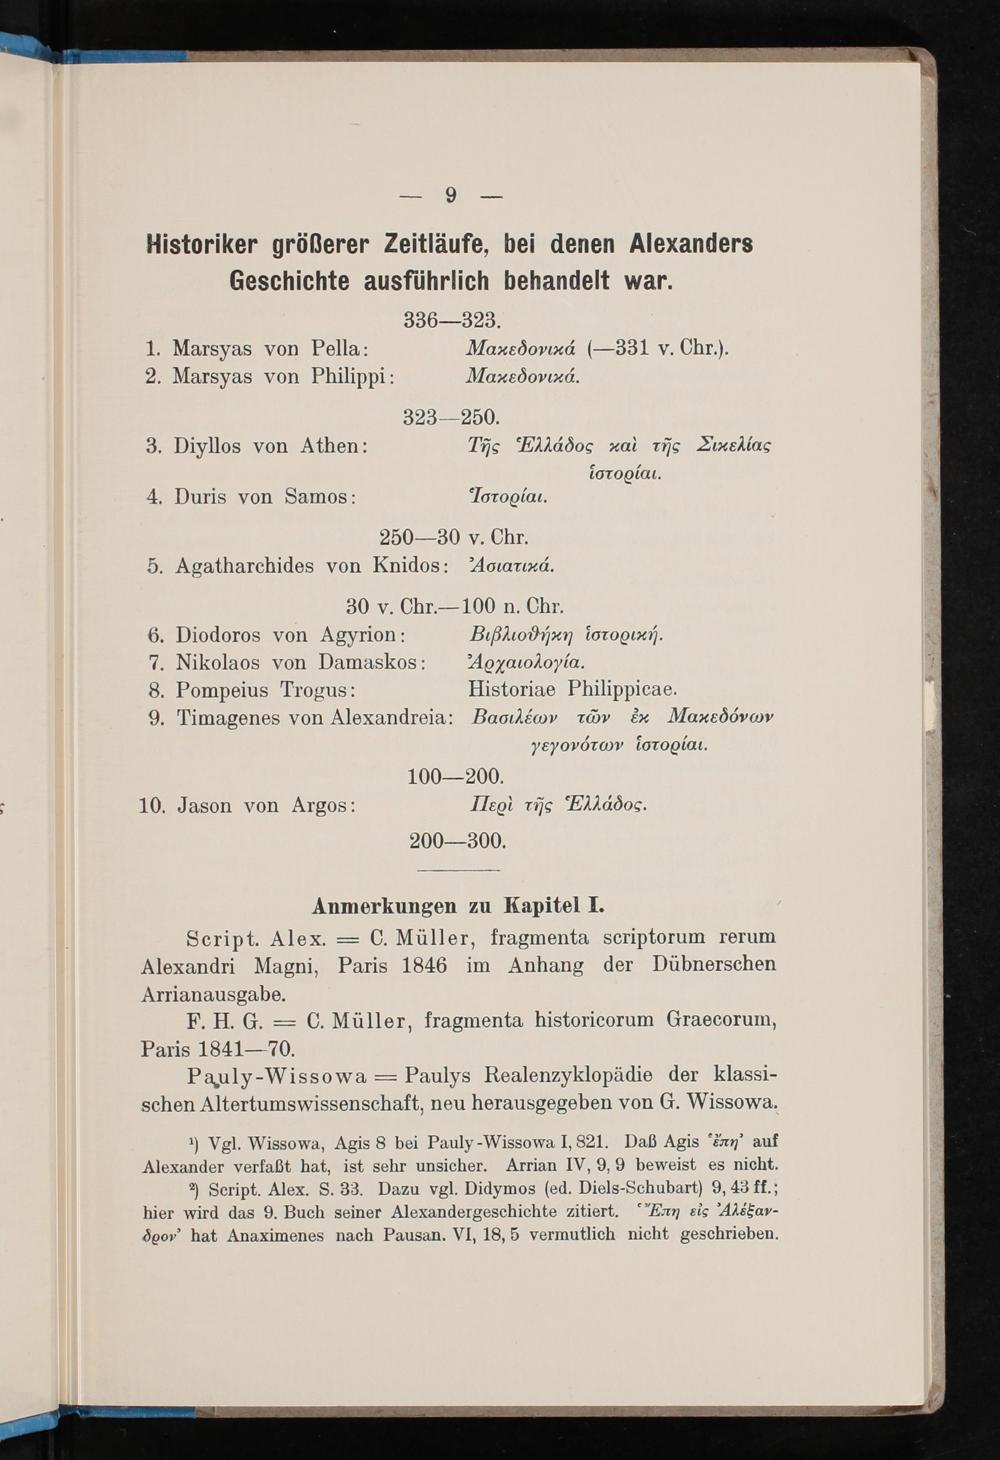 — 9 —
Historiker größerer Zeitläufe, bei denen Alexanders
Geschichte ausführlich behandelt war.
336—323.
1. Marsyas von Pella: Μακεδονικά (—331 v. Chr.).
2. Marsyas von Philippi: Μακεδονικά.
323—250.
3. Diyllos von Athen: Τῆς Ἑλλάδος καὶ τῆς Σικελίας
ἱστορίαι.
4. Duris von Samos: Ἱστορίαι.
250—30 v. Chr.
5. Agatharchides von Knidos: Ἀσιατικά.
30 v. Chr.—100 n. Chr.
6. Diodoros von Agyrion: Βιβλιοθήκη ἱστορική.
7. Nikolaos von Damaskos: Ἀρχαιολογία.
8. Pompeius Trogus: Historiae Philippicae.
9. Timagenes von Alexandreia: Βασιλέων τῶν ἐκ Μακεδόνων
γεγονότων ἱστορίαι.
100—200.
10. Jason von Argos: Περὶ τῆς Ἑλλάδος.
200—300.
Anmerkungen zu Kapitel I.
Script. Alex. = C. Müller, fragmenta scriptorum rerum
Alexandri Magni, Paris 1846 im Anhang der Dübnerschen
Arrianausgabe.
F. H. G. = C. Müller, fragmenta historicorum Graecorum,
Paris 1841—70.
Pauly-Wissowa = Paulys Realenzyklopädie der klassi-
schen Altertumswissenschaft, neu herausgegeben von G. Wissowa.
¹) Vgl. Wissowa, Agis 8 bei Pauly-Wissowa I, 821. Daß Agis ‘ἔπη’ auf
Alexander verfaßt hat, ist sehr unsicher. Arrian IV, 9, 9 beweist es nicht.
²) Script. Alex. S. 33. Dazu vgl. Didymos (ed. Diels-Schubart) 9, 43 ff.;
hier wird das 9. Buch seiner Alexandergeschichte zitiert. ‘Ἔπη εἰς Ἀλέξαν-
δρον’ hat Anaximenes nach Pausan. VI, 18, 5 vermutlich nicht geschrieben.